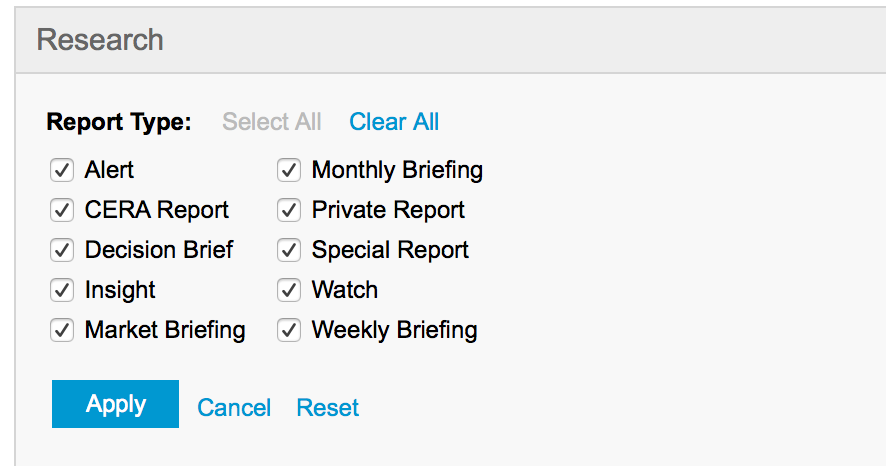 Research
Report Type: Select All Clear All
Alert Monthly Briefing
CERA Report Private Report
Decision Brief Special Report
Insight Watch
Market Briefing Weekly Briefing
Apply Cancel Reset